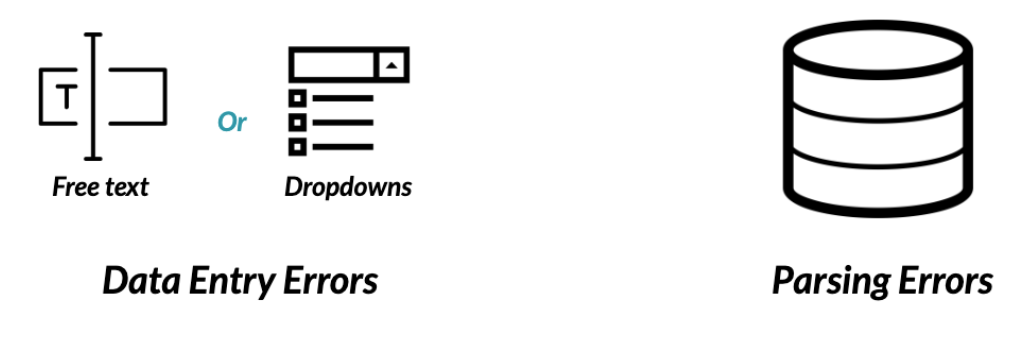 T
Or
Free text
Dropdowns
Data Entry Errors
Parsing Errors